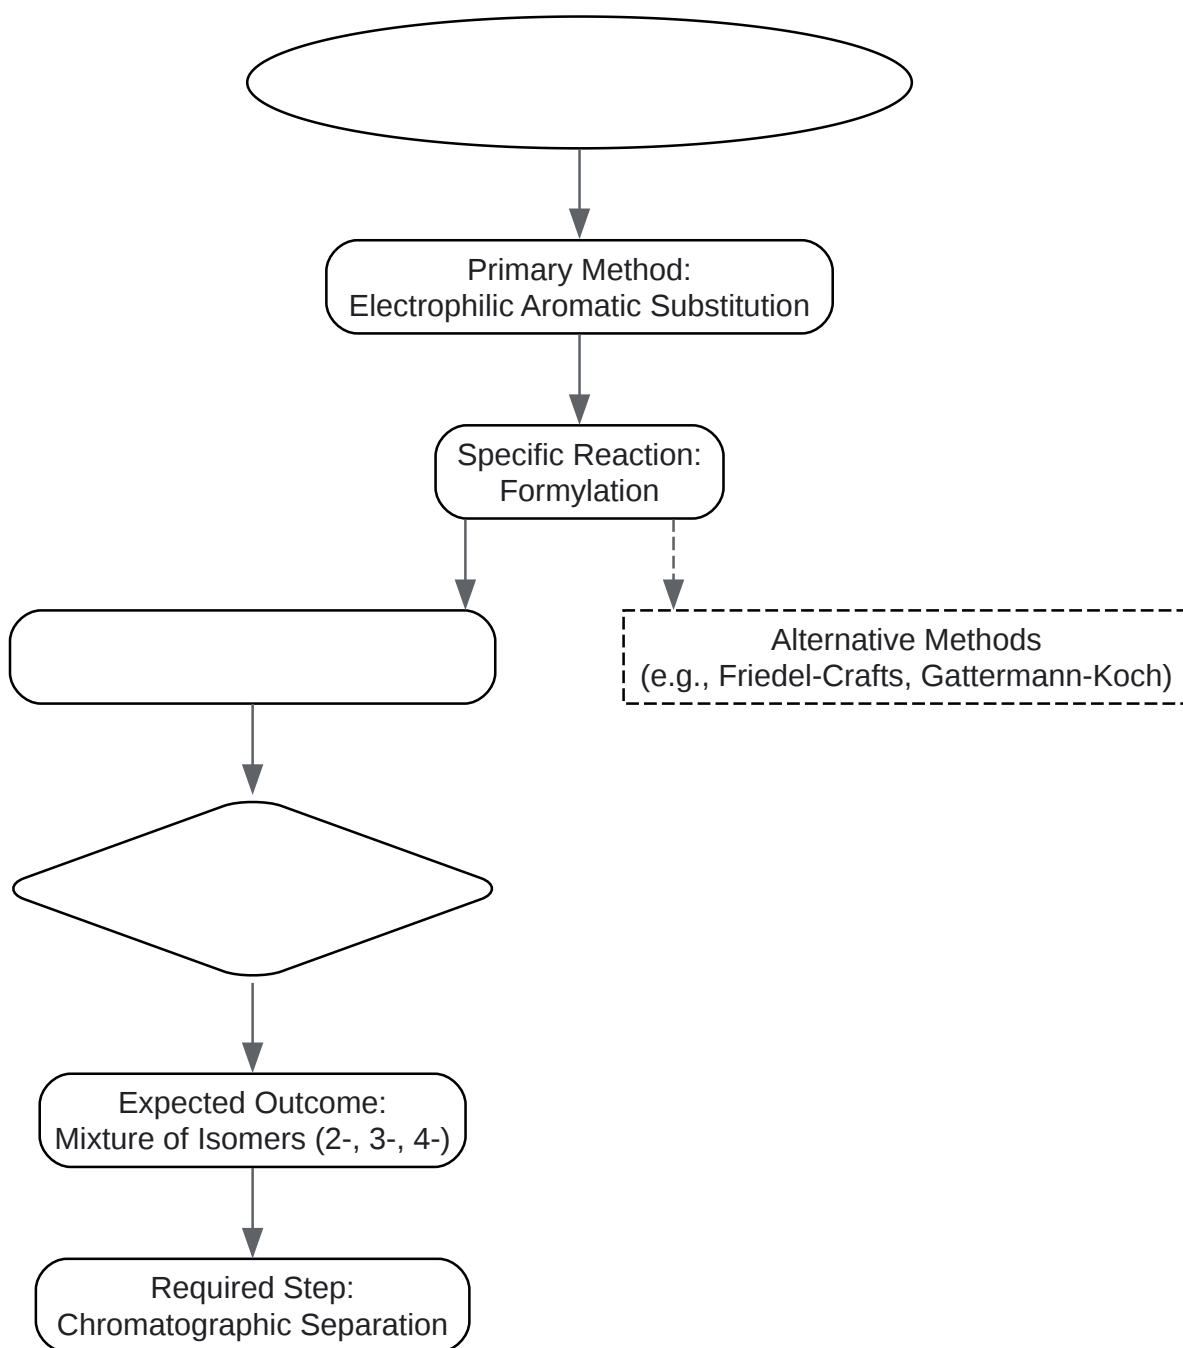 Primary Method:
Electrophilic Aromatic Substitution
Specific Reaction:
Formylation
Alternative Methods
(e.g., Friedel-Crafts, Gattermann-Koch)
Expected Outcome:
Mixture of Isomers (2-, 3-, 4-)
Required Step:
Chromatographic Separation